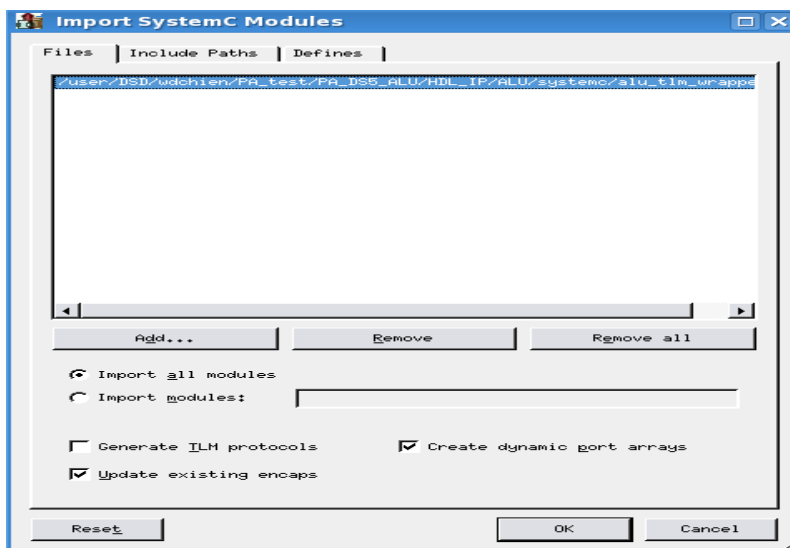 Import SystemC Modules
Files Include Paths Defines
/user/DSD/wdchien/PA_test/PA_DS5_ALU/HDL_IP/ALU/systemc/alu_tlm_wrappe
Add... Remove Remove all
Import all modules
Import modules:
Generate TLM protocols Create dynamic port arrays
Update existing encaps
Reset OK Cancel